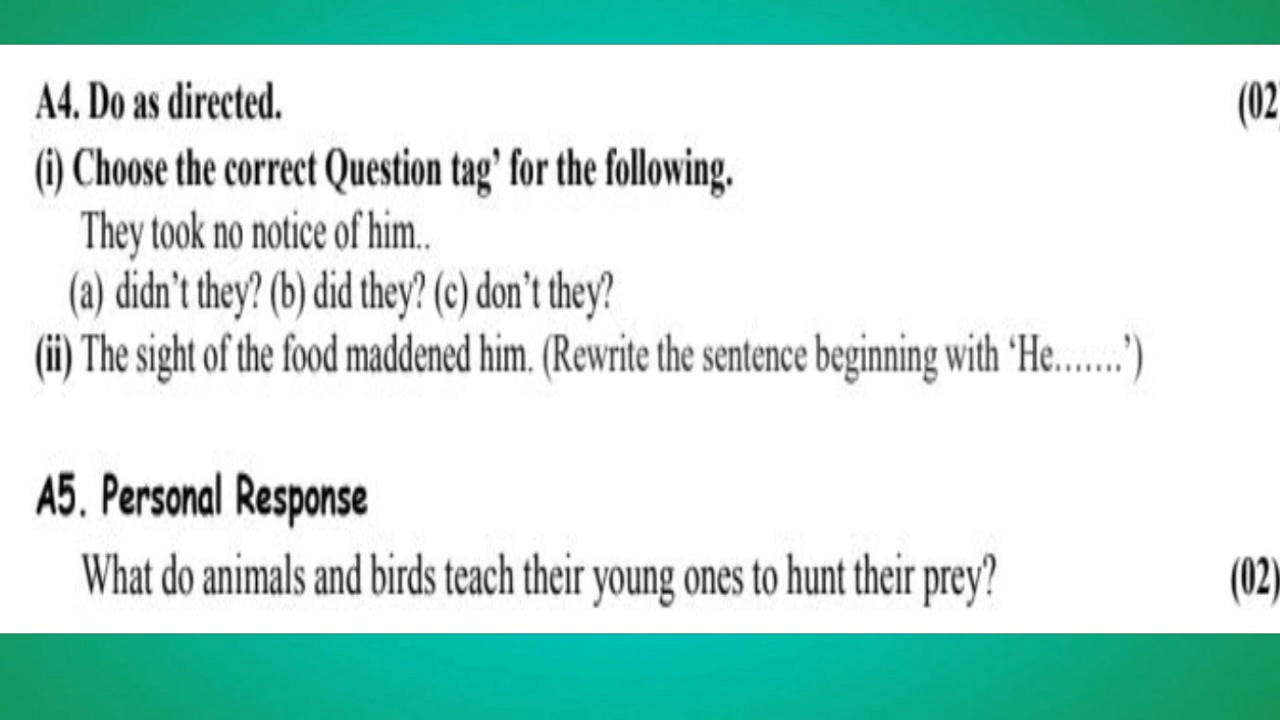 A4. Do as directed. (02
(i) Choose the correct Question tag’ for the following.
They took no notice of him..
(a) didn’t they? (b) did they? (c) don’t they?
(ii) The sight of the food maddened him. (Rewrite the sentence beginning with ‘He…….’)
A5. Personal Response
What do animals and birds teach their young ones to hunt their prey? (02)